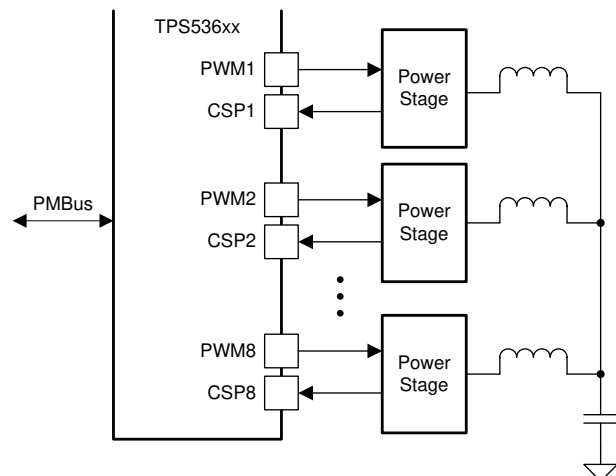 TPS536xx
PWM1
CSP1
Power
Stage
PMBus
PWM2
CSP2
Power
Stage
PWM8
CSP8
Power
Stage